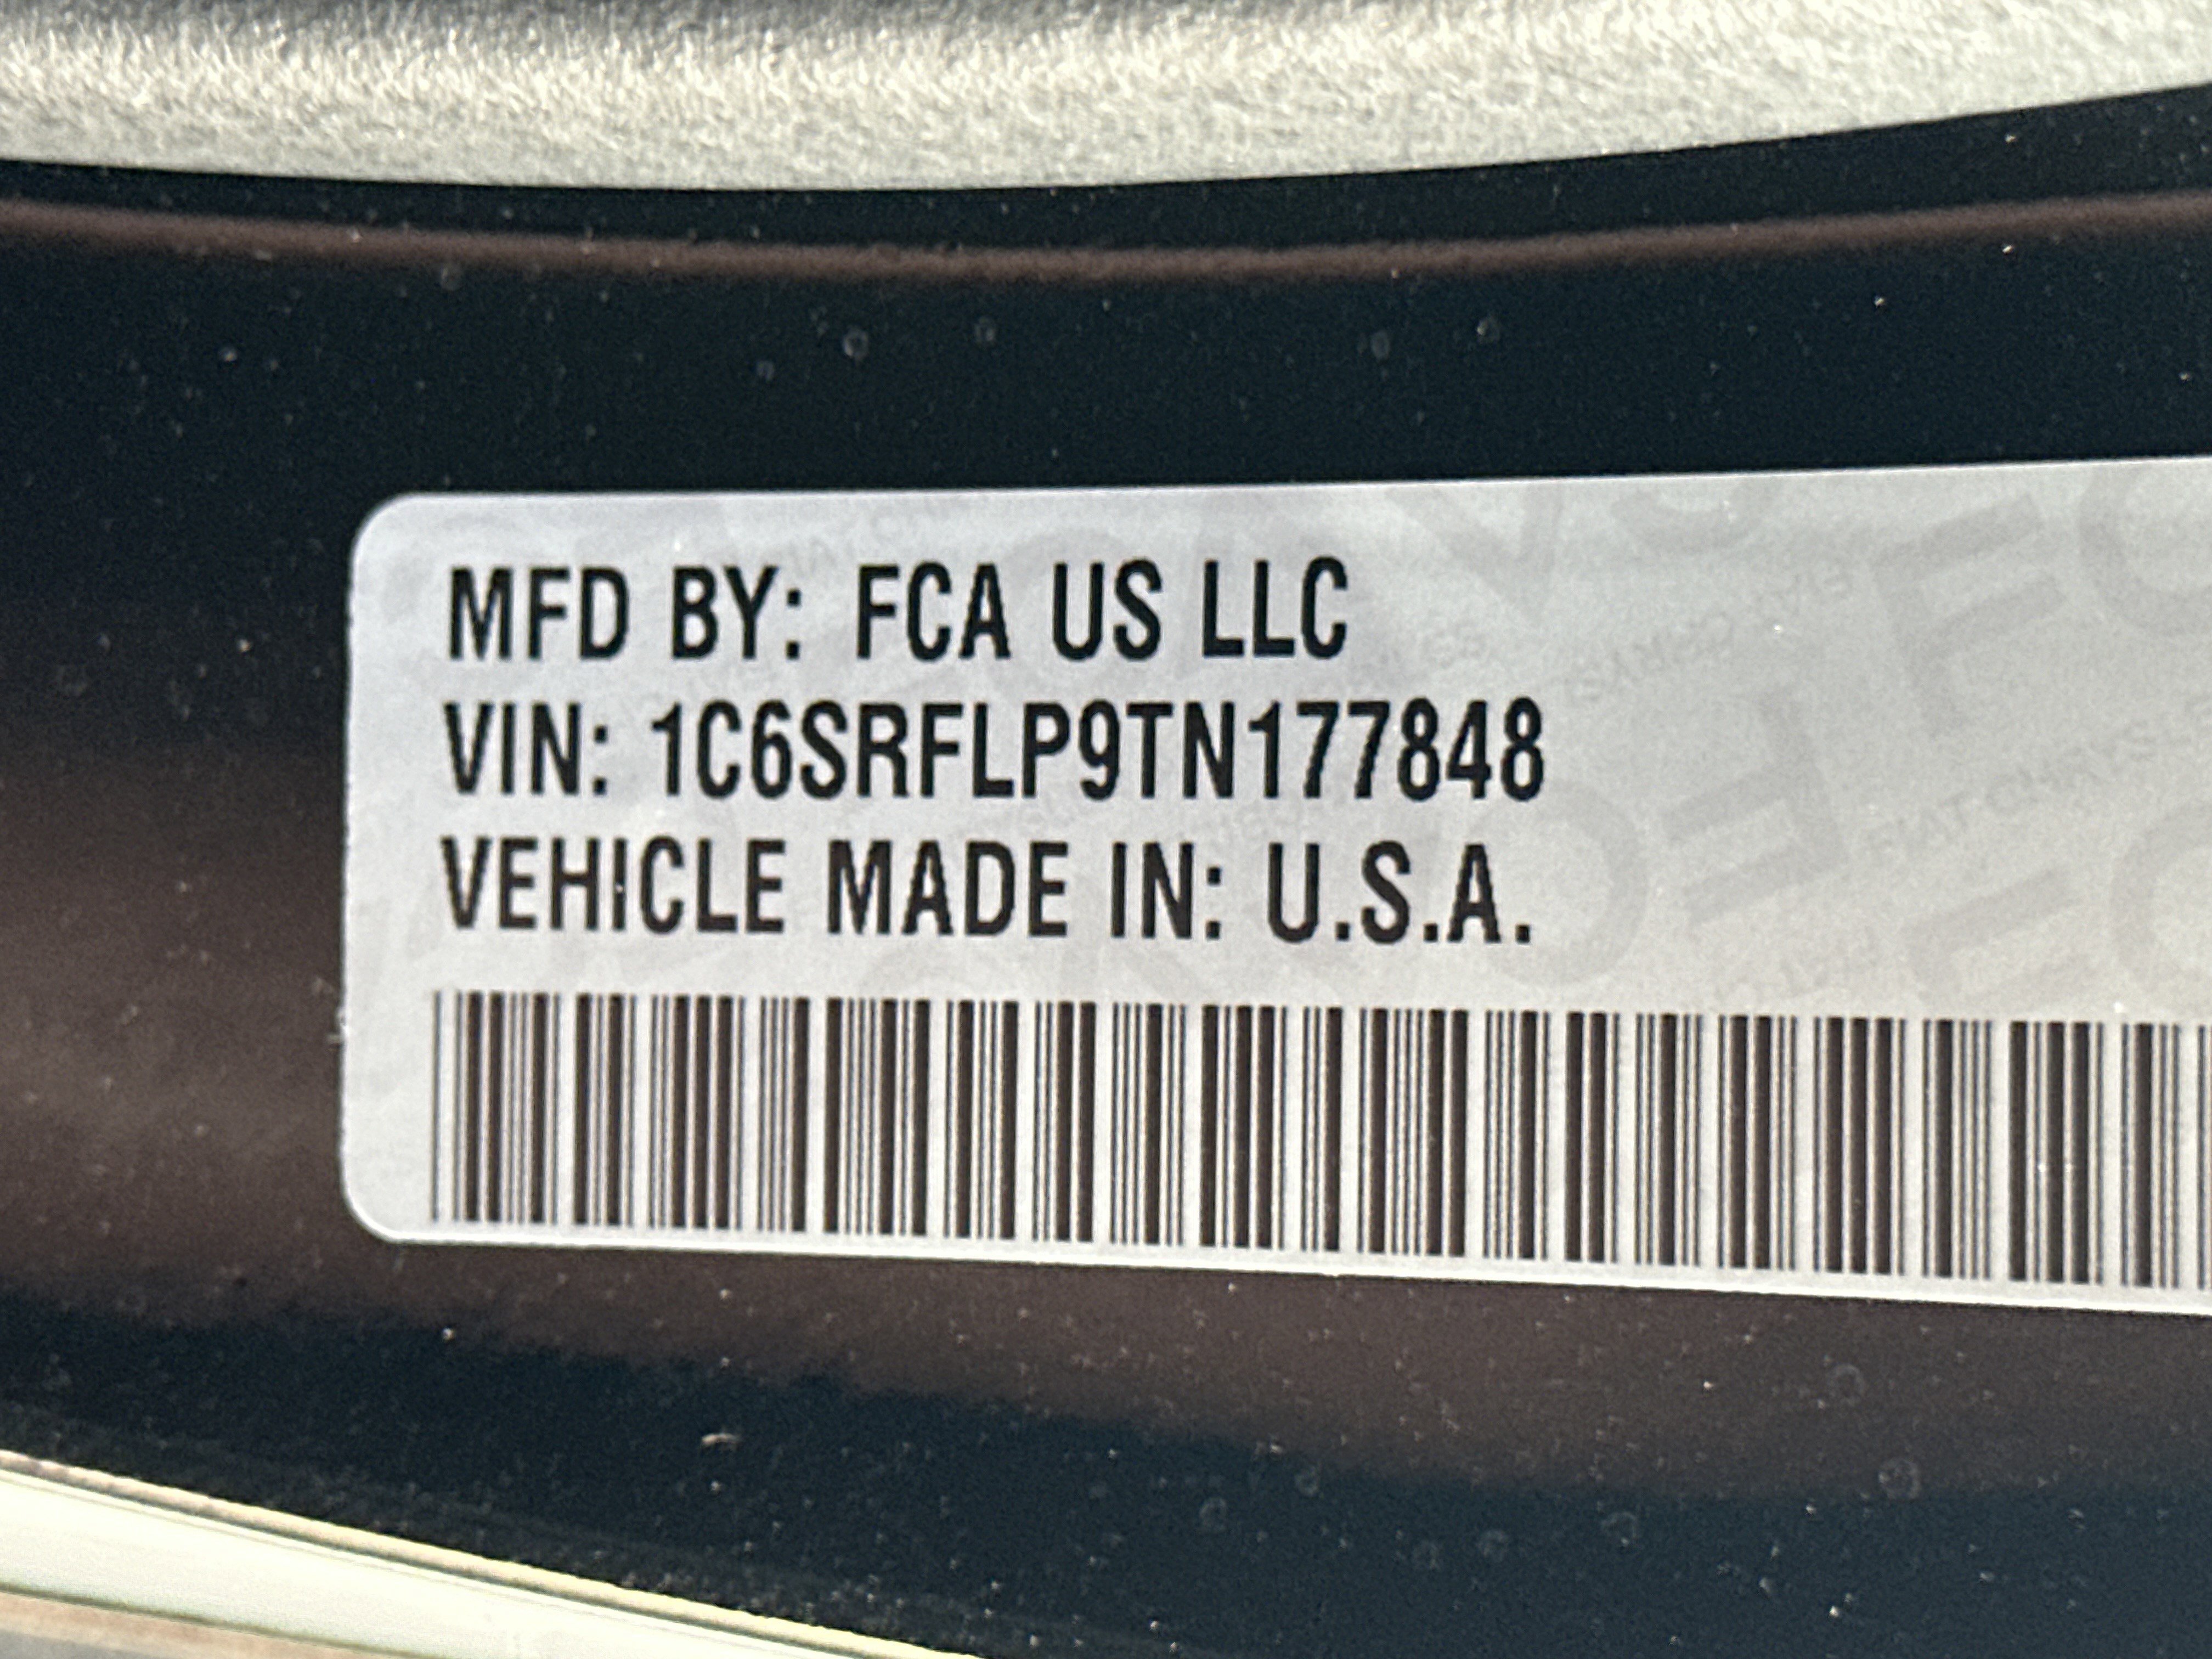 MFD BY: FCA US LLC
VIN: 1C6SRFLP9TN177848
VEHICLE MADE IN: U.S.A.